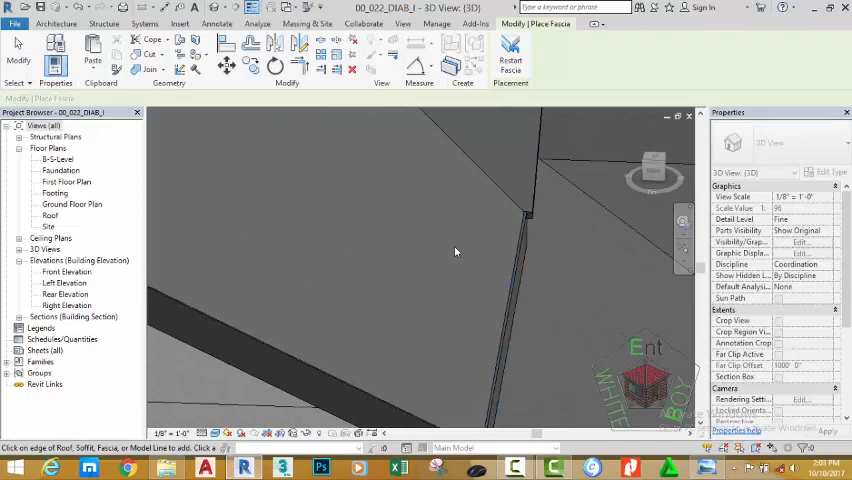 00_022_DIAB_I - 3D View: {3D}
Type a keyword or phrase
Sign In
File
Architecture
Structure
Systems
Insert
Annotate
Analyze
Massing & Site
Collaborate
View
Manage
Add-Ins
Modify | Place Fascia
Modify
Paste
Cope
Cut
Join
Restart
Fascia
Select
Properties
Clipboard
Geometry
Modify
View
Measure
Create
Placement
Modify | Place Fascia
Project Browser - 00_022_DIAB_I
Views (all)
Structural Plans
Floor Plans
B-S-Level
Foundation
First Floor Plan
Footing
Ground Floor Plan
Roof
Site
Ceiling Plans
3D Views
Elevations (Building Elevation)
Front Elevation
Left Elevation
Rear Elevation
Right Elevation
Sections (Building Section)
Legends
Schedules/Quantities
Sheets (all)
Families
Groups
Revit Links
Properties
3D View
3D View: {3D}
Edit Type
Graphics
View Scale 1/8" = 1'-0"
Scale Value 1: 96
Detail Level Fine
Parts Visibility Show Original
Visibility/Grap... Edit...
Graphic Displa... Edit...
Discipline Coordination
Show Hidden L... By Discipline
Default Analysi... None
Sun Path
Extents
Crop View
Crop Region Vi...
Annotation Crop
Far Clip Active
Far Clip Offset 1000' 0"
Section Box
Camera
Rendering Setti... Edit...
Locked Orienta...
Properties help
Apply
Activate Windows
Ent
WHITE
BOY
1/8" = 1'-0"
Click on edge of Roof, Soffit, Fascia, or Model Line to add. Click a
:0
Main Model
:0
2:03 PM
10/10/2017